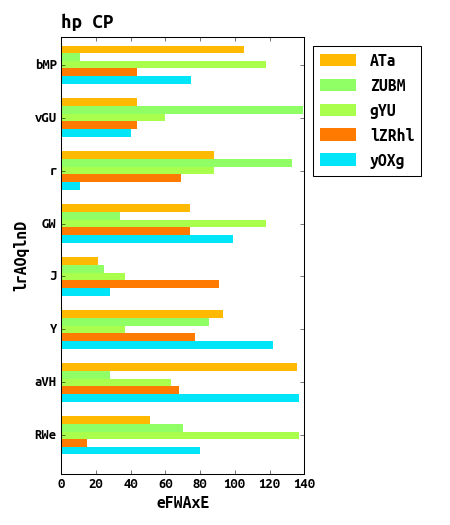 hp CP
bMP
vGU
r
GW
J
Y
aVH
RWe
lrAOqlnD
0 20 40 60 80 100 120 140
eFWAxE
ATa
ZUBM
gYU
lZRhl
yOXg